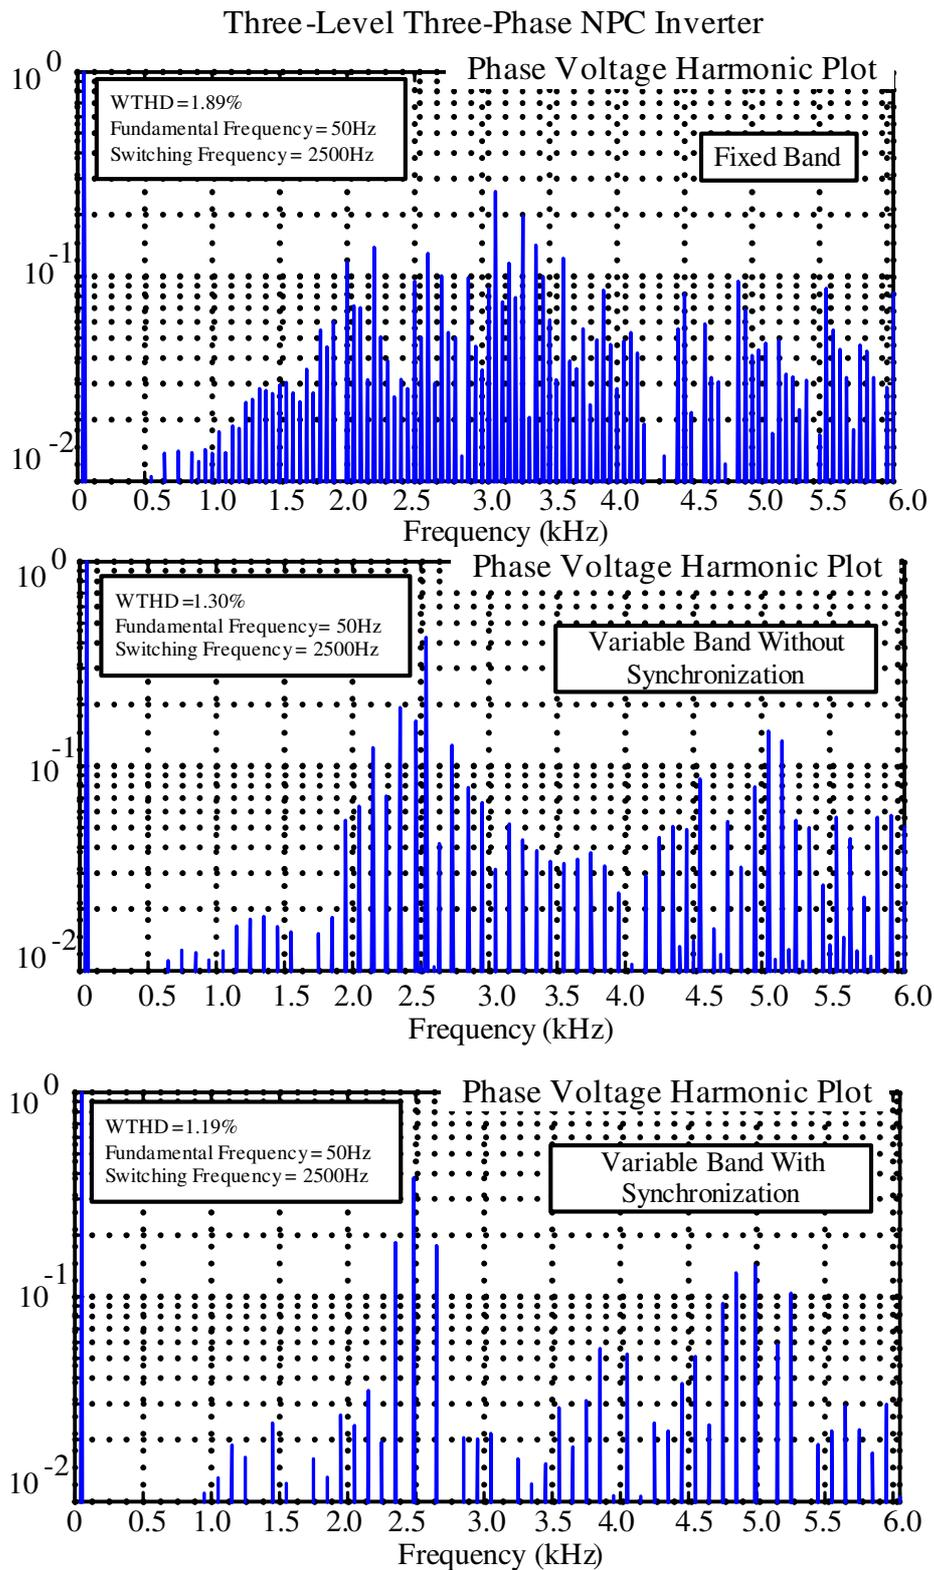 Three-Level Three-Phase NPC Inverter
10^0
Phase Voltage Harmonic Plot
WTHD=1.89%
Fundamental Frequency = 50Hz
Switching Frequency = 2500Hz
Fixed Band
10^-1
10^-2
0 0.5 1.0 1.5 2.0 2.5 3.0 3.5 4.0 4.5 5.0 5.5 6.0
Frequency (kHz)
10^0
Phase Voltage Harmonic Plot
WTHD=1.30%
Fundamental Frequency = 50Hz
Switching Frequency = 2500Hz
Variable Band Without
Synchronization
10^-1
10^-2
0 0.5 1.0 1.5 2.0 2.5 3.0 3.5 4.0 4.5 5.0 5.5 6.0
Frequency (kHz)
10^0
Phase Voltage Harmonic Plot
WTHD=1.19%
Fundamental Frequency = 50Hz
Switching Frequency = 2500Hz
Variable Band With
Synchronization
10^-1
10^-2
0 0.5 1.0 1.5 2.0 2.5 3.0 3.5 4.0 4.5 5.0 5.5 6.0
Frequency (kHz)